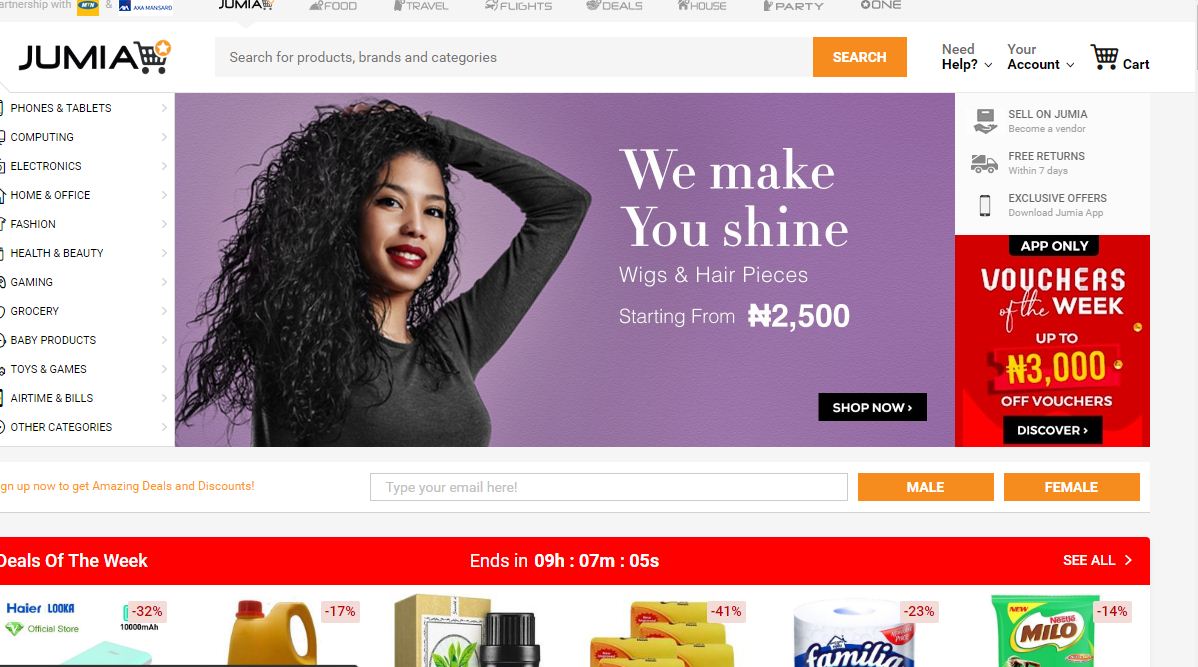 artnership with MTN & AXA MANSARD
JUMIA FOOD TRAVEL FLIGHTS DEALS HOUSE PARTY ONE
JUMIA
Search for products, brands and categories
SEARCH
Need
Help?
Your
Account
Cart
PHONES & TABLETS
COMPUTING
ELECTRONICS
HOME & OFFICE
FASHION
HEALTH & BEAUTY
GAMING
GROCERY
BABY PRODUCTS
TOYS & GAMES
AIRTIME & BILLS
OTHER CATEGORIES
We make
You shine
Wigs & Hair Pieces
Starting From ₦2,500
SHOP NOW ›
SELL ON JUMIA
Become a vendor
FREE RETURNS
Within 7 days
EXCLUSIVE OFFERS
Download Jumia App
APP ONLY
VOUCHERS
of the WEEK
UP TO
₦3,000
OFF VOUCHERS
DISCOVER ›
gn up now to get Amazing Deals and Discounts!
Type your email here!
MALE
FEMALE
Deals Of The Week
Ends in 09h : 07m : 05s
SEE ALL
Haier LOOKA
Official Store
-32%
10000mAh
-17%
-41%
-23%
familia
-14%
NEW
Nestlé
MILO